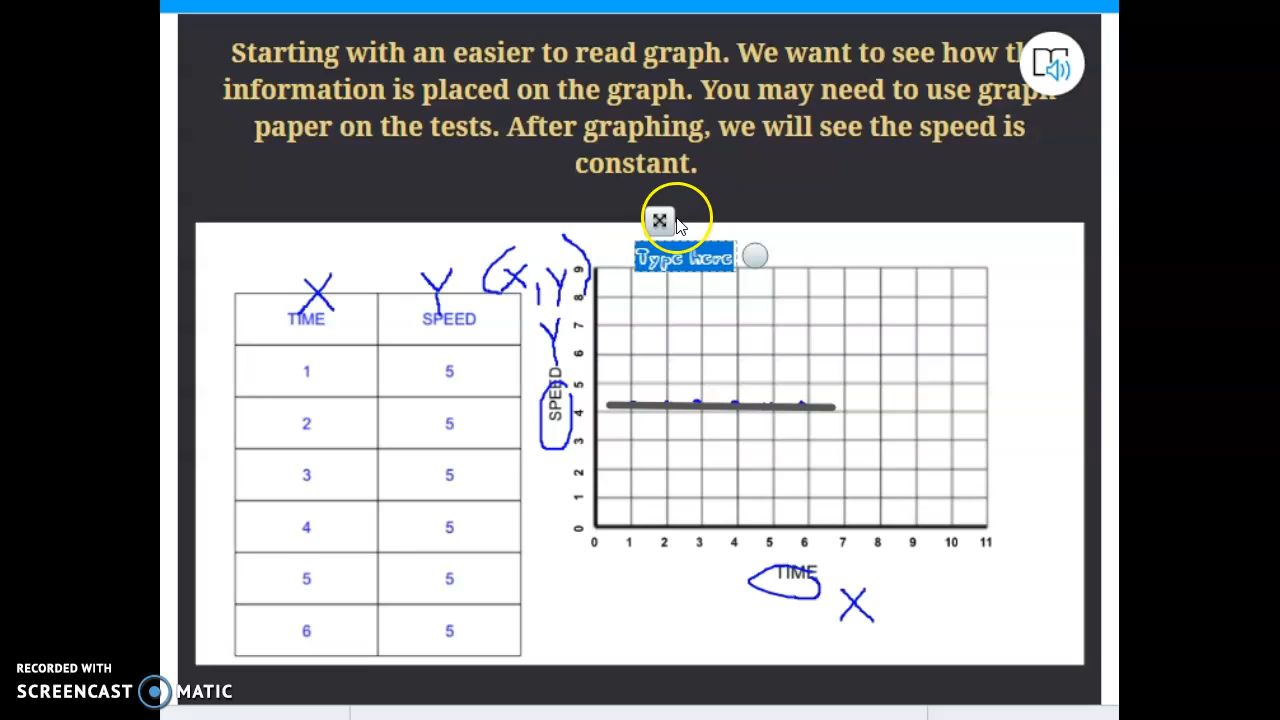 Starting with an easier to read graph. We want to see how th
information is placed on the graph. You may need to use graph
paper on the tests. After graphing, we will see the speed is
constant.
Type here
(X,Y)
X Y
TIME SPEED
1 5
2 5
3 5
4 5
5 5
6 5
Y
SPEED
9
8
7
6
5
4
3
2
1
0
0 1 2 3 4 5 6 7 8 9 10 11
TIME
X
RECORDED WITH
SCREENCAST MATIC